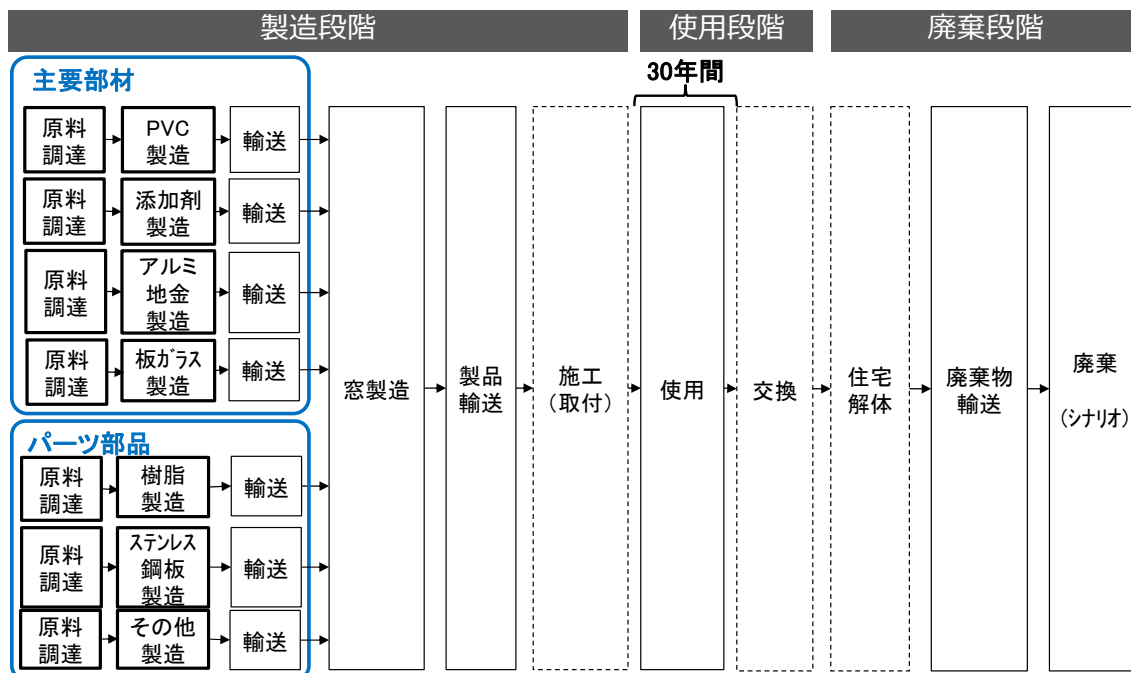 製造段階
使用段階
廃棄段階
30年間
主要部材
原料
調達
PVC
製造
輸送
原料
調達
添加剤
製造
輸送
原料
調達
アルミ
地金
製造
輸送
原料
調達
板ガラス
製造
輸送
パーツ部品
原料
調達
樹脂
製造
輸送
原料
調達
ステンレス
鋼板
製造
輸送
原料
調達
その他
製造
輸送
窓製造
製品
輸送
施工
（取付）
使用
交換
住宅
解体
廃棄物
輸送
廃棄
（シナリオ）